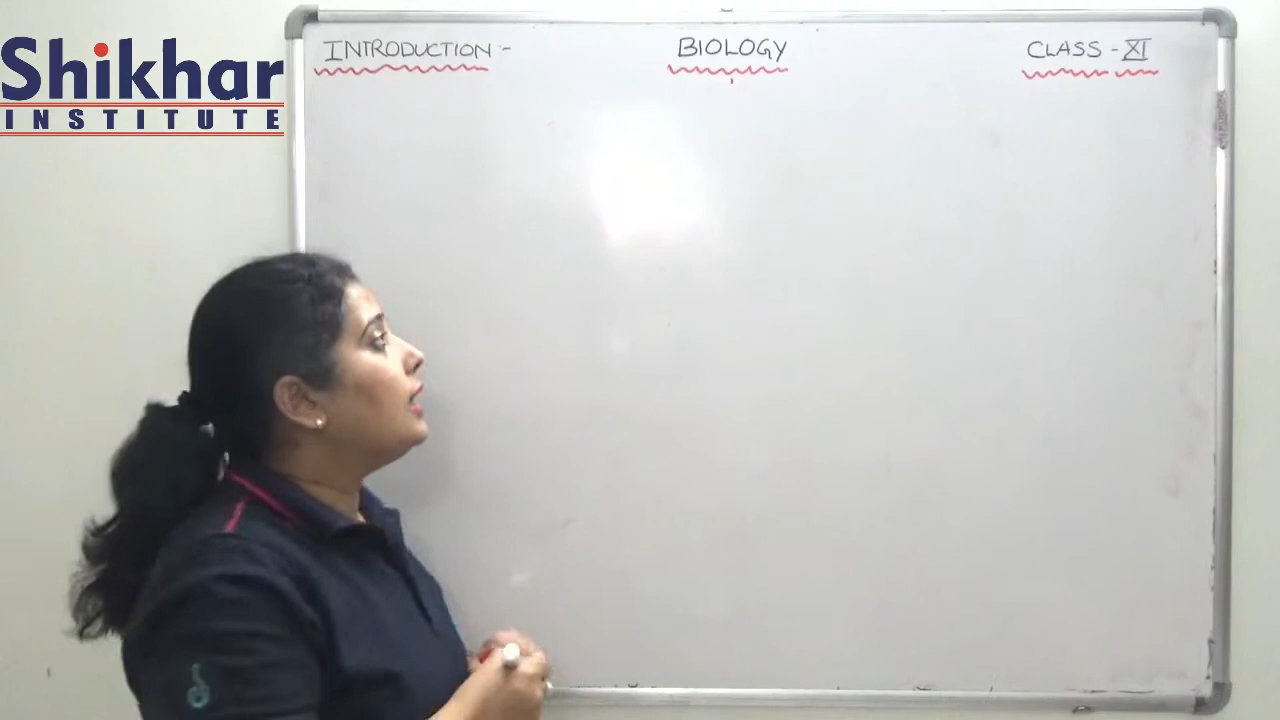 Shikhar
INSTITUTE
INTRODUCTION :-
BIOLOGY
CLASS - XI